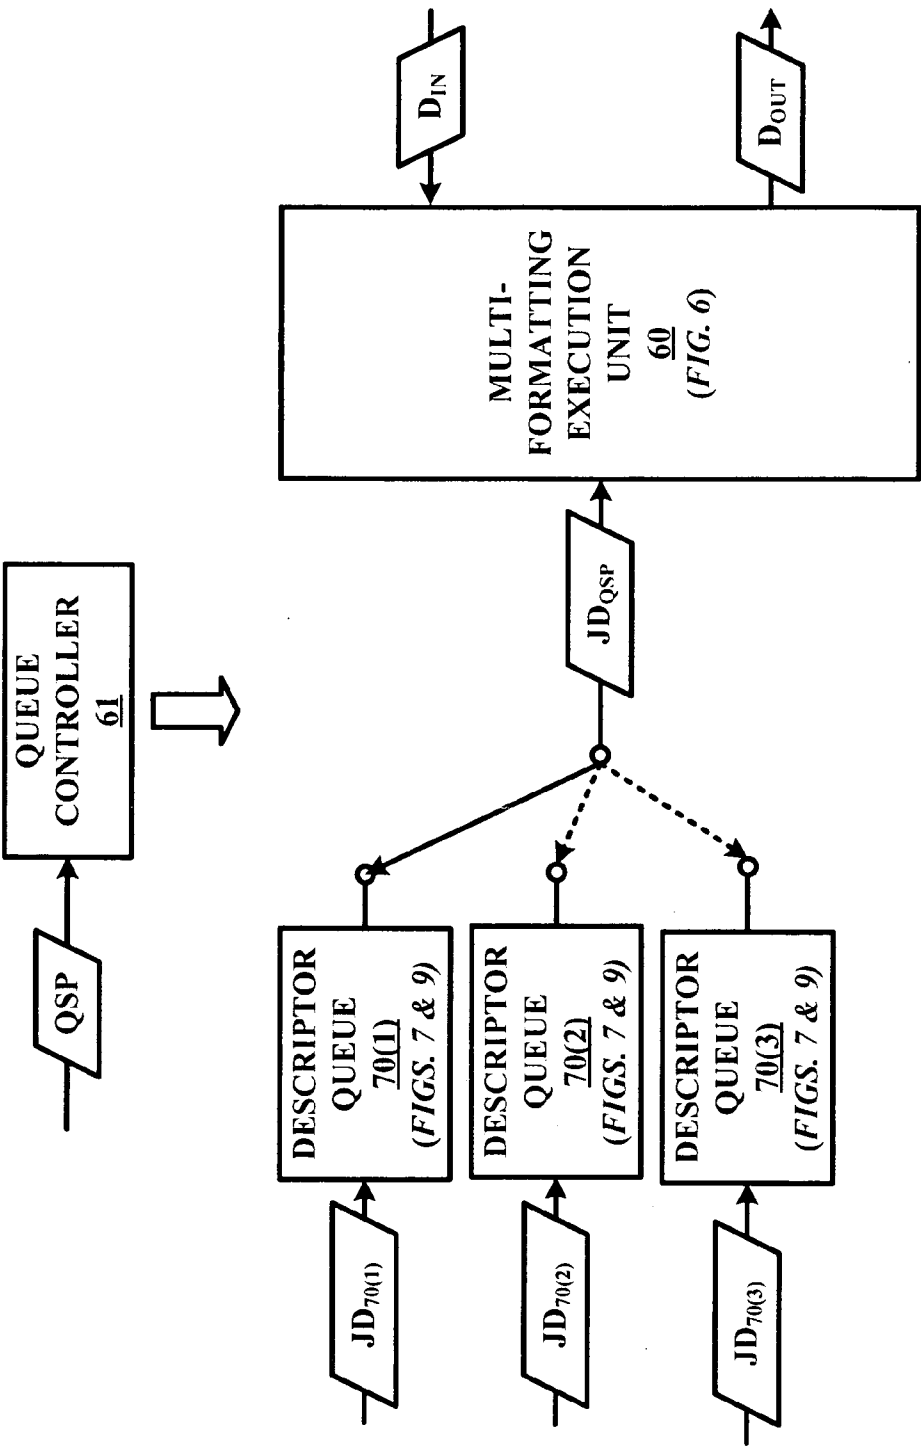 QSP
QUEUE
CONTROLLER
61
JD70(1)
DESCRIPTOR
QUEUE
70(1)
(FIGS. 7 & 9)
JD70(2)
DESCRIPTOR
QUEUE
70(2)
(FIGS. 7 & 9)
JD70(3)
DESCRIPTOR
QUEUE
70(3)
(FIGS. 7 & 9)
JDQSP
MULTI-
FORMATTING
EXECUTION
UNIT
60
(FIG. 6)
DIN
DOUT